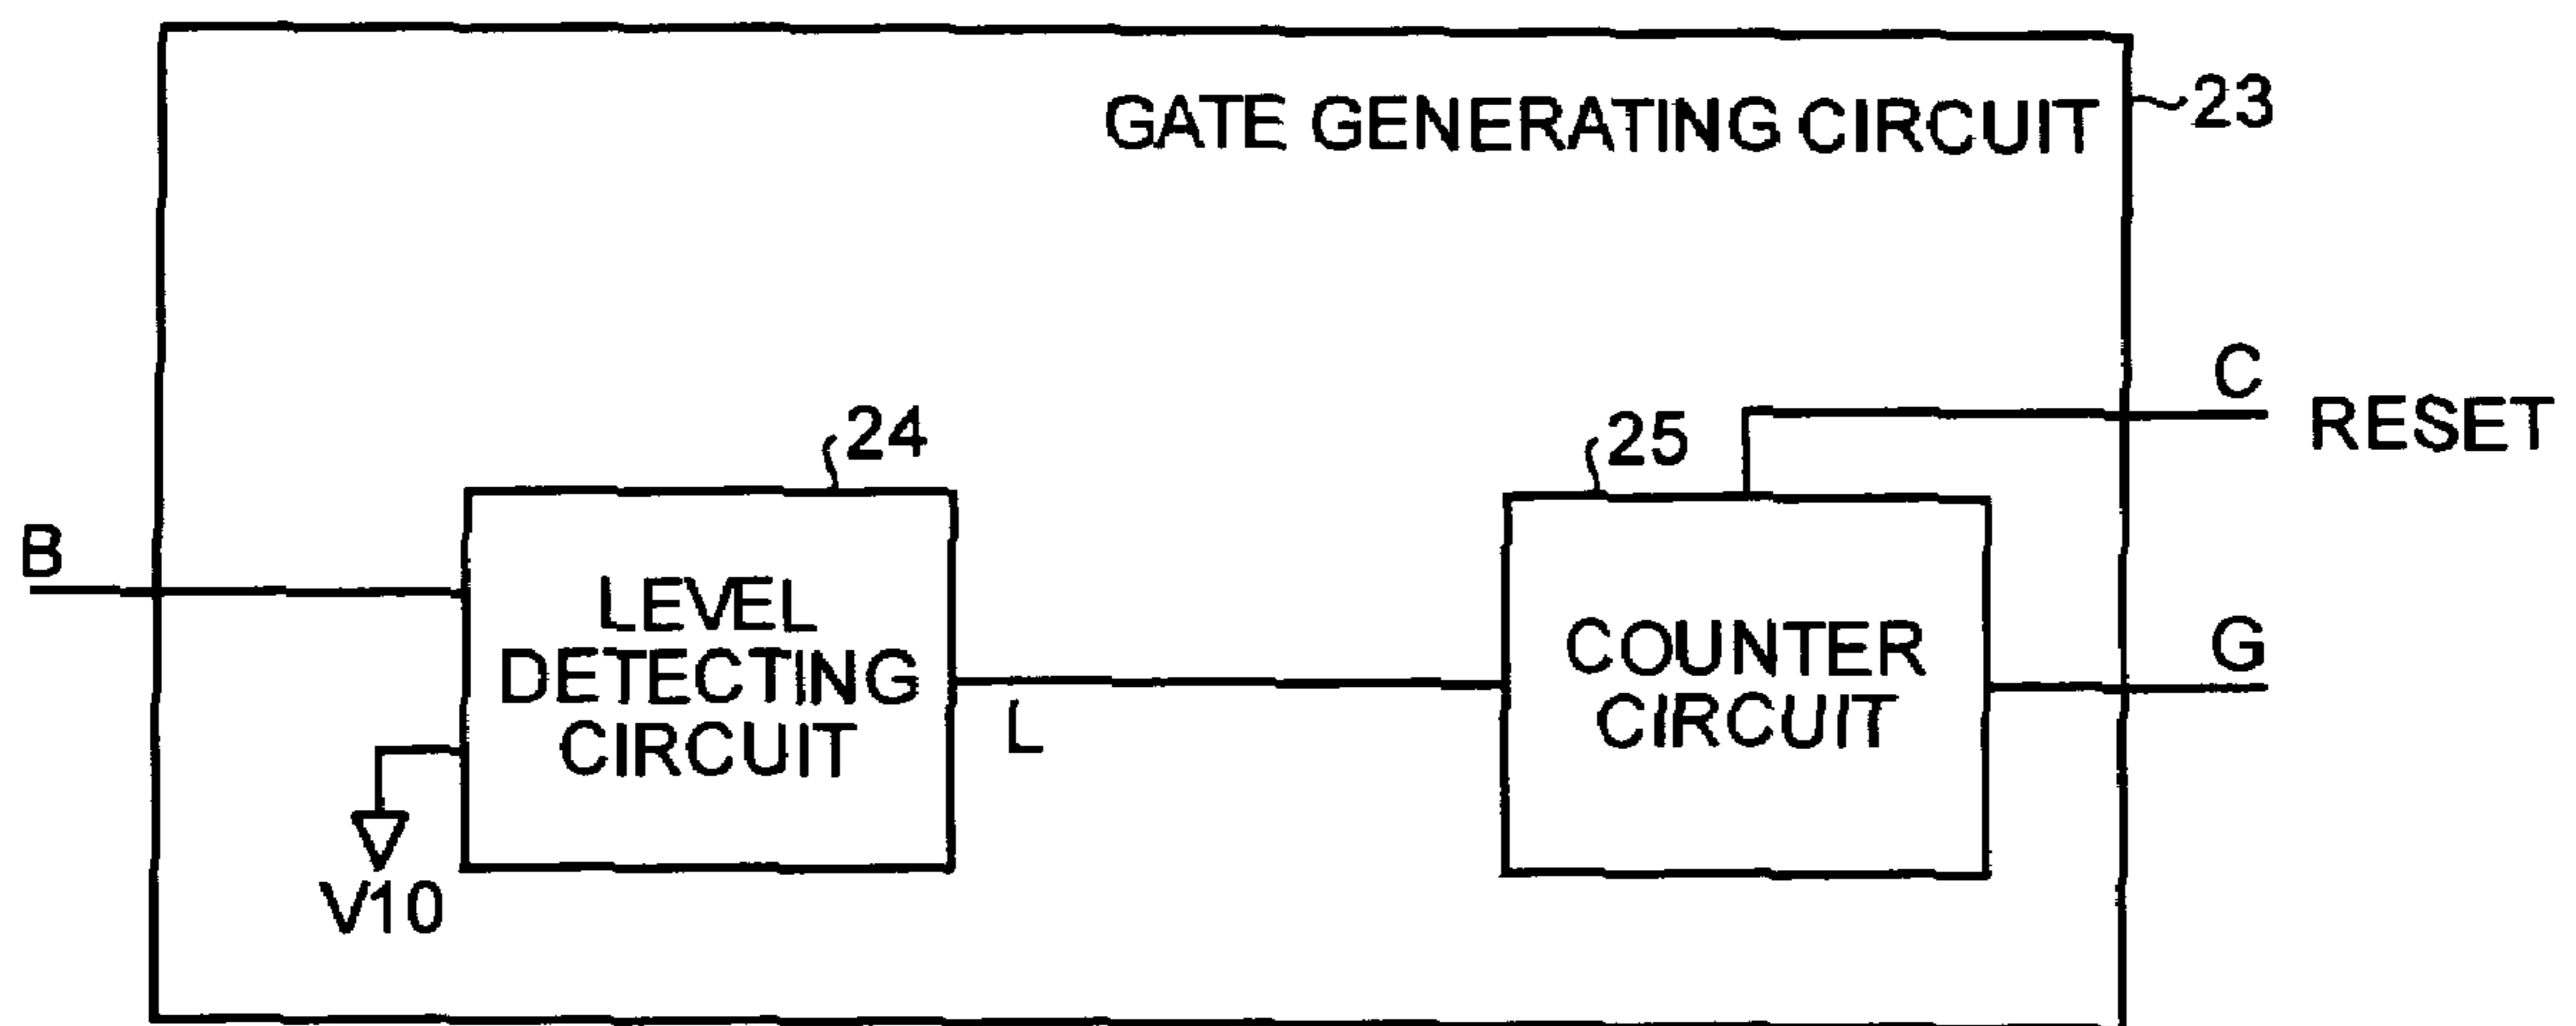 GATE GENERATING CIRCUIT
23
C
RESET
24
25
B
LEVEL
DETECTING
CIRCUIT
L
COUNTER
CIRCUIT
G
V10